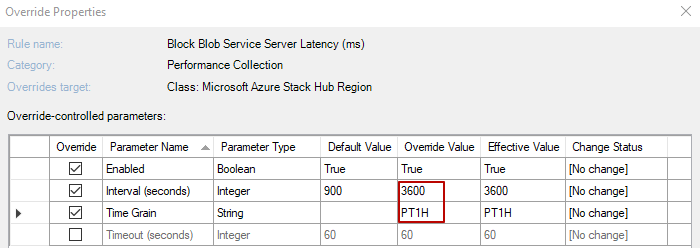 Override Properties
Rule name: Block Blob Service Server Latency (ms)
Category: Performance Collection
Overrides target: Class: Microsoft Azure Stack Hub Region
Override-controlled parameters:
Override Parameter Name Parameter Type Default Value Override Value Effective Value Change Status
Enabled Boolean True True True [No change]
Interval (seconds) Integer 900 3600 3600 [No change]
Time Grain String PT1H PT1H [No change]
Timeout (seconds) Integer 60 60 60 [No change]